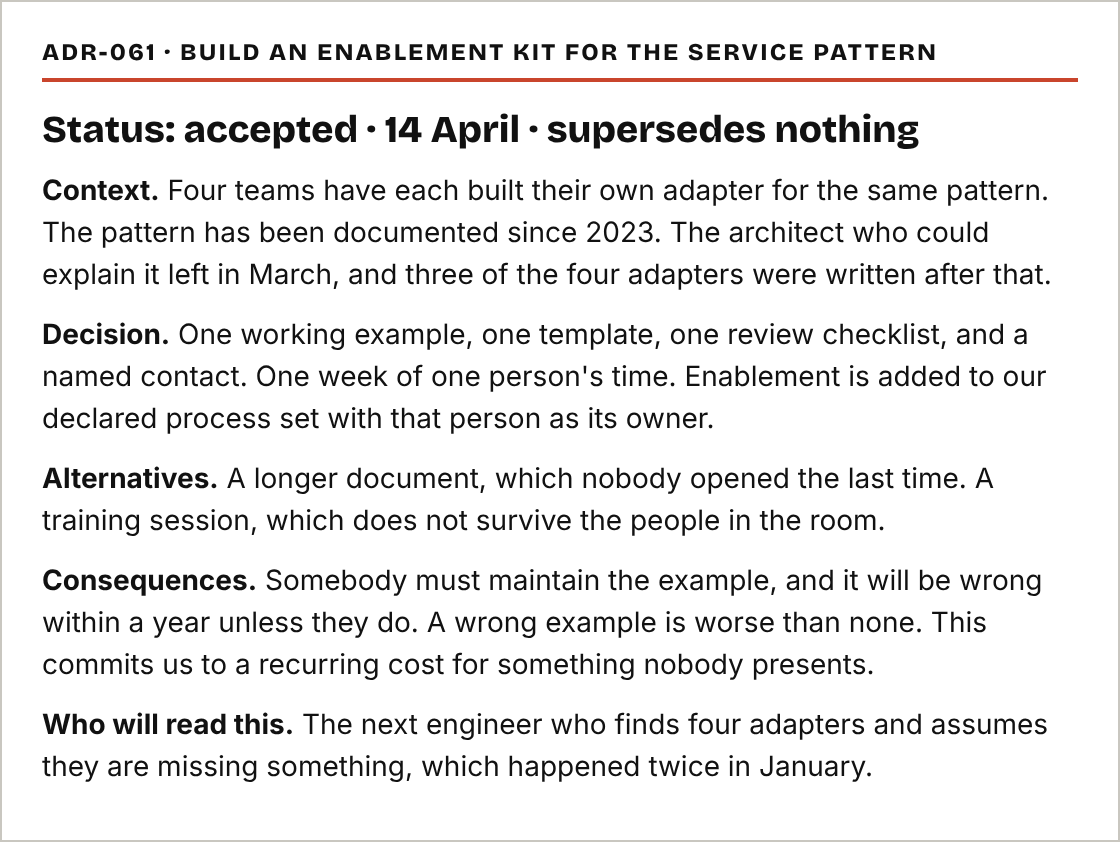 ADR-061 · BUILD AN ENABLEMENT KIT FOR THE SERVICE PATTERN
Status: accepted · 14 April · supersedes nothing
Context. Four teams have each built their own adapter for the same pattern.
The pattern has been documented since 2023. The architect who could
explain it left in March, and three of the four adapters were written after that.
Decision. One working example, one template, one review checklist, and a
named contact. One week of one person's time. Enablement is added to our
declared process set with that person as its owner.
Alternatives. A longer document, which nobody opened the last time. A
training session, which does not survive the people in the room.
Consequences. Somebody must maintain the example, and it will be wrong
within a year unless they do. A wrong example is worse than none. This
commits us to a recurring cost for something nobody presents.
Who will read this. The next engineer who finds four adapters and assumes
they are missing something, which happened twice in January.